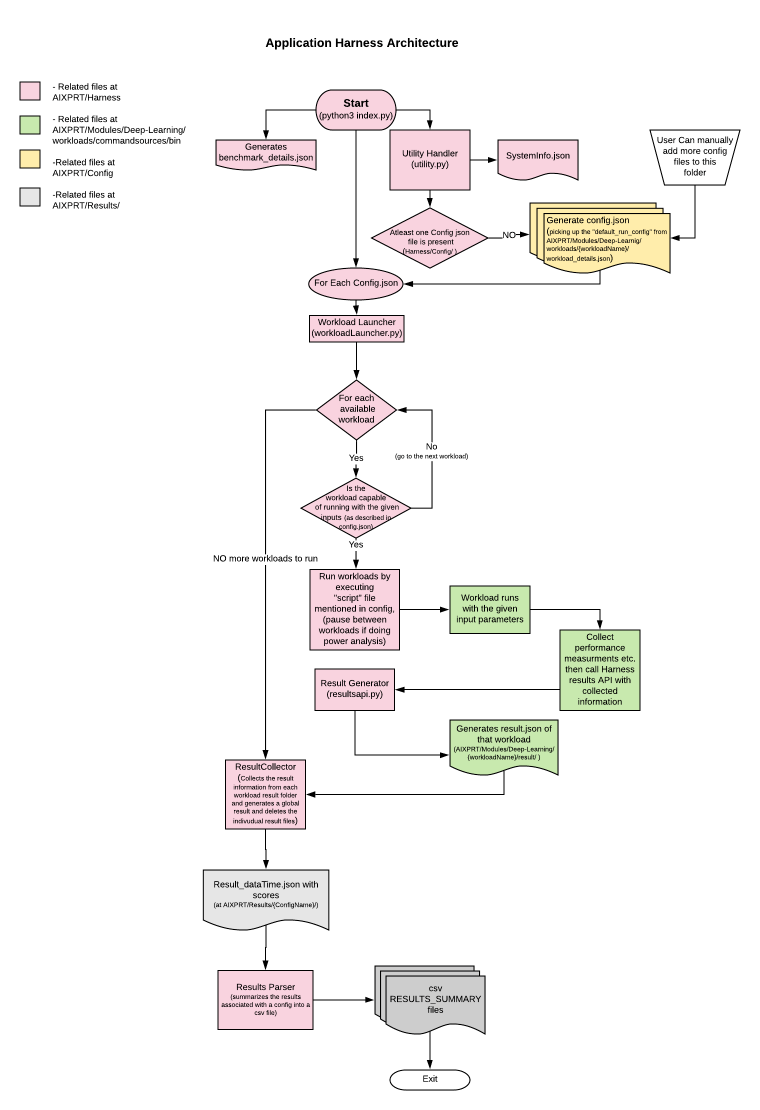 Application Harness Architecture
- Related files at
AIXPRT/Harness
- Related files at
AIXPRT/Modules/Deep-Learning/
workloads/commandsources/bin
-Related files at
AIXPRT/Config
-Related files at
AIXPRT/Results/
Start
(python3 index.py)
Generates
benchmark_details.json
Utility Handler
(utility.py)
SystemInfo.json
User Can manually
add more config
files to this
folder
Atleast one Config json
file is present
(Harness/Config/ )
NO
Generate config.json
(picking up the "default_run_config" from
AIXPRT/Modules/Deep-Learnig/
workloads/{workloadName}/
workload_details.json)
For Each Config.json
Workload Launcher
(workloadLauncher.py)
For each
available
workload
No
(go to the next workload)
Yes
Is the
workload capable
of running with the given
inputs (as described in
config.json)
Yes
NO more workloads to run
Run workloads by
executing
"script" file
mentioned in config,
(pause between
workloads if doing
power analysis)
Workload runs
with the given
input parameters
Collect
performance
measurments etc.
then call Harness
results API with
collected
information
Result Generator
(resultsapi.py)
Generates result.json of
that workload
(AIXPRT/Modules/Deep-Learning/
{workloadName}/result/ )
ResultCollector
(Collects the result
information from each
workload result folder
and generates a global
result and deletes the
indivudual result files)
Result_dataTime.json with
scores
(at AIXPRT/Results/{ConfigName}/)
Results Parser
(summarizes the results
associated with a config into a
csv file)
csv
RESULTS_SUMMARY
files
Exit